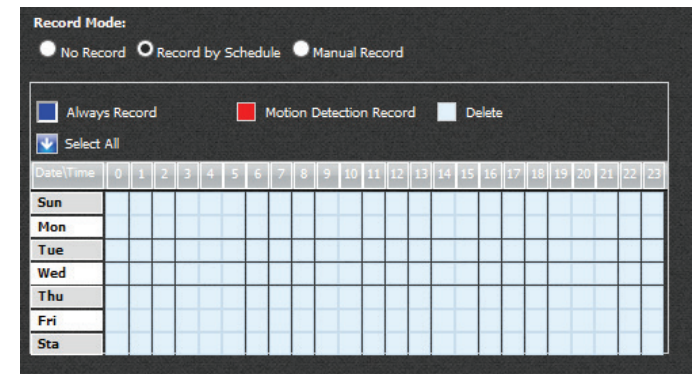 Record Mode:
No Record Record by Schedule Manual Record
Always Record Motion Detection Record Delete
Select All
Date\Time 0 1 2 3 4 5 6 7 8 9 10 11 12 13 14 15 16 17 18 19 20 21 22 23
Sun
Mon
Tue
Wed
Thu
Fri
Sta